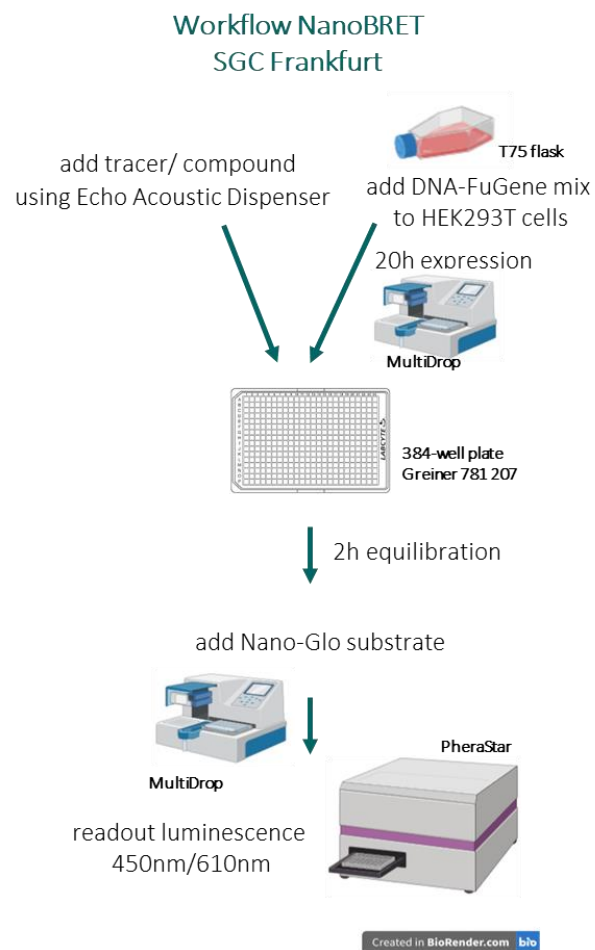 Workflow NanoBRET
SGC Frankfurt
add tracer/ compound
using Echo Acoustic Dispenser
T75 flask
add DNA-FuGene mix
to HEK293T cells
20h expression
MultiDrop
LABCYTE
384-well plate
Greiner 781 207
2h equilibration
add Nano-Glo substrate
MultiDrop
PheraStar
readout luminescence
450nm/610nm
Created in BioRender.com bio